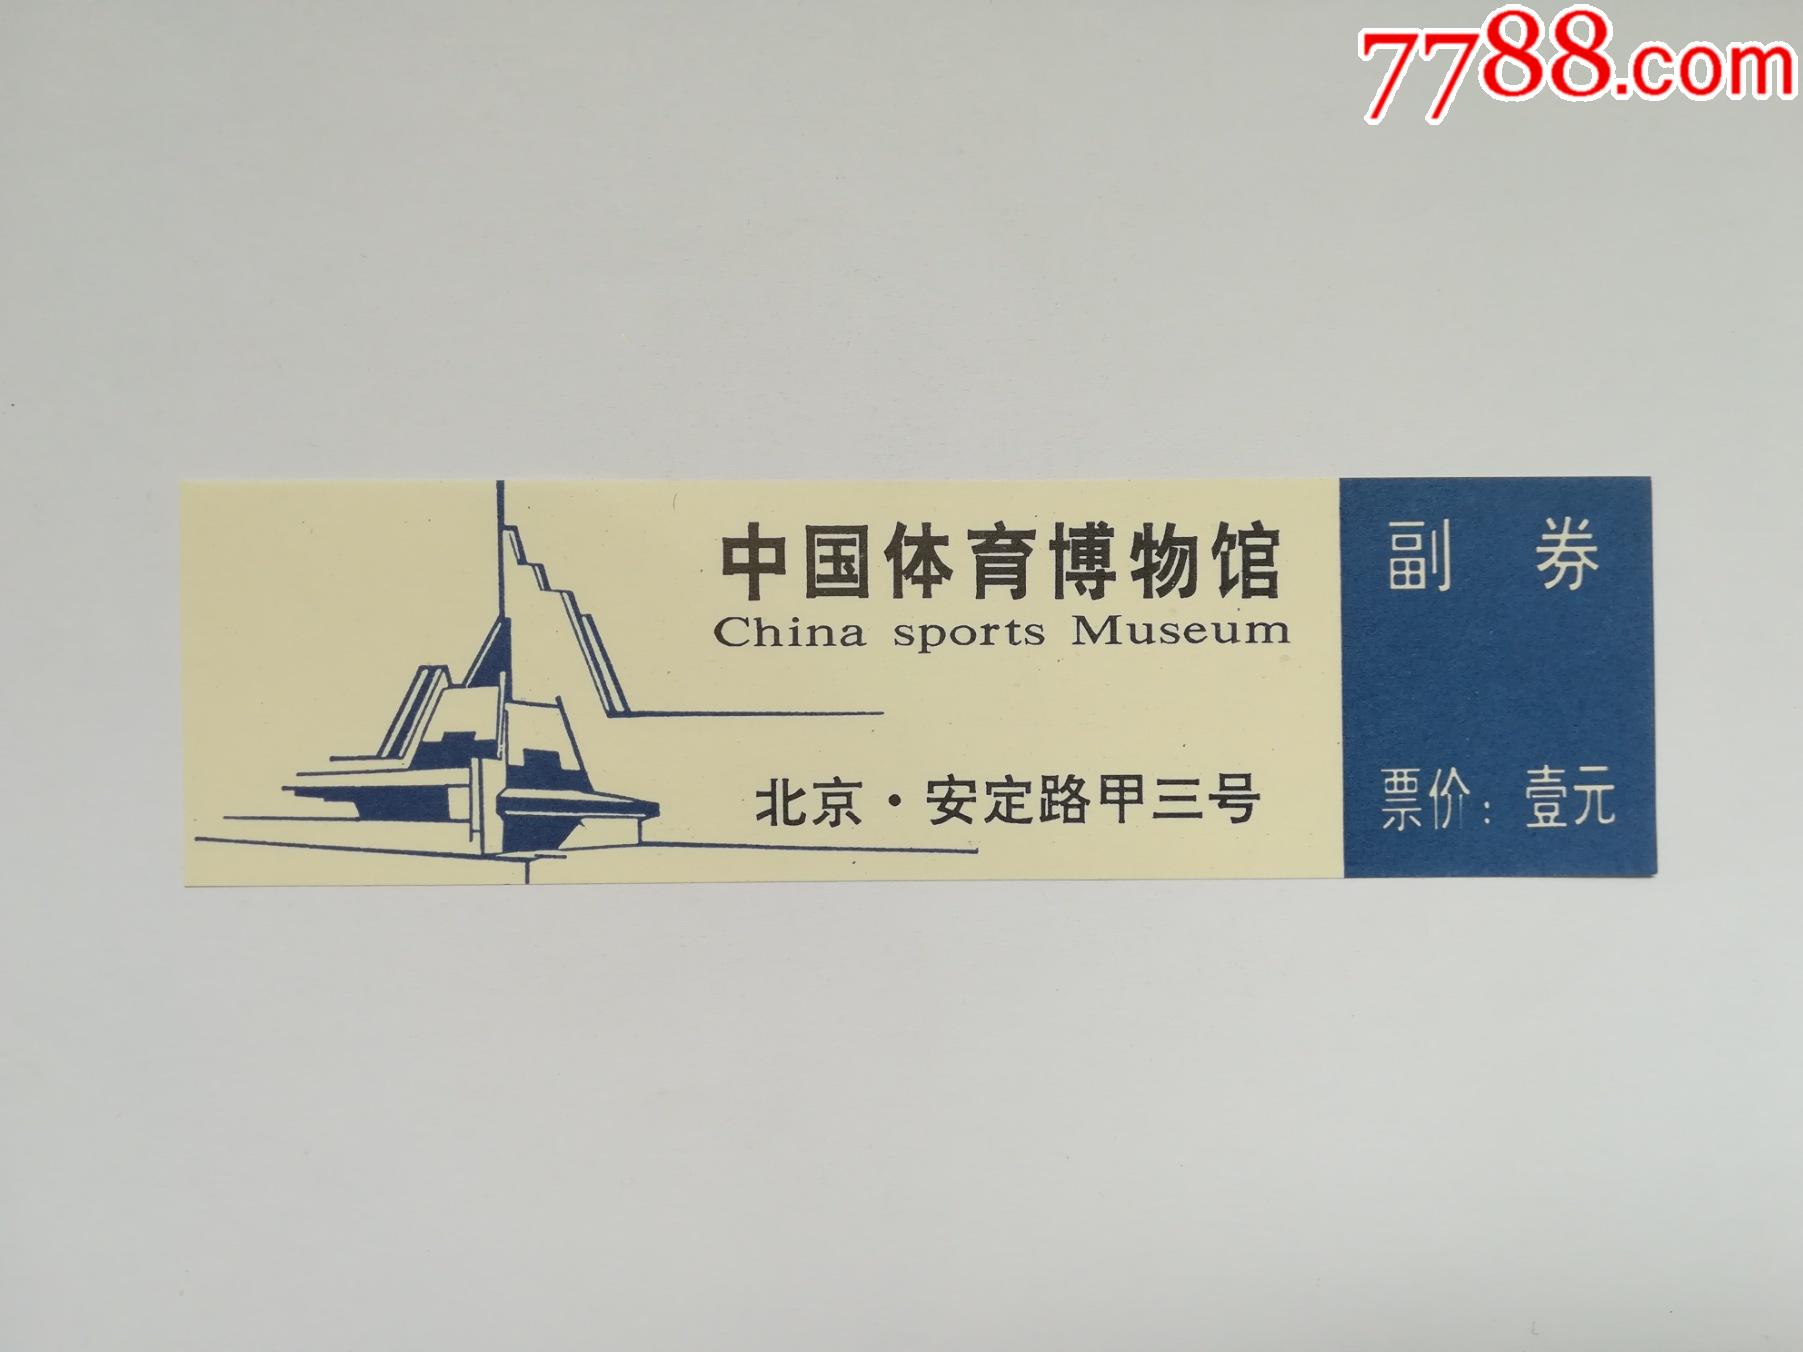 7788.com
中国体育博物馆
China sports Museum
北京·安定路甲三号
副 券
票价：壹元